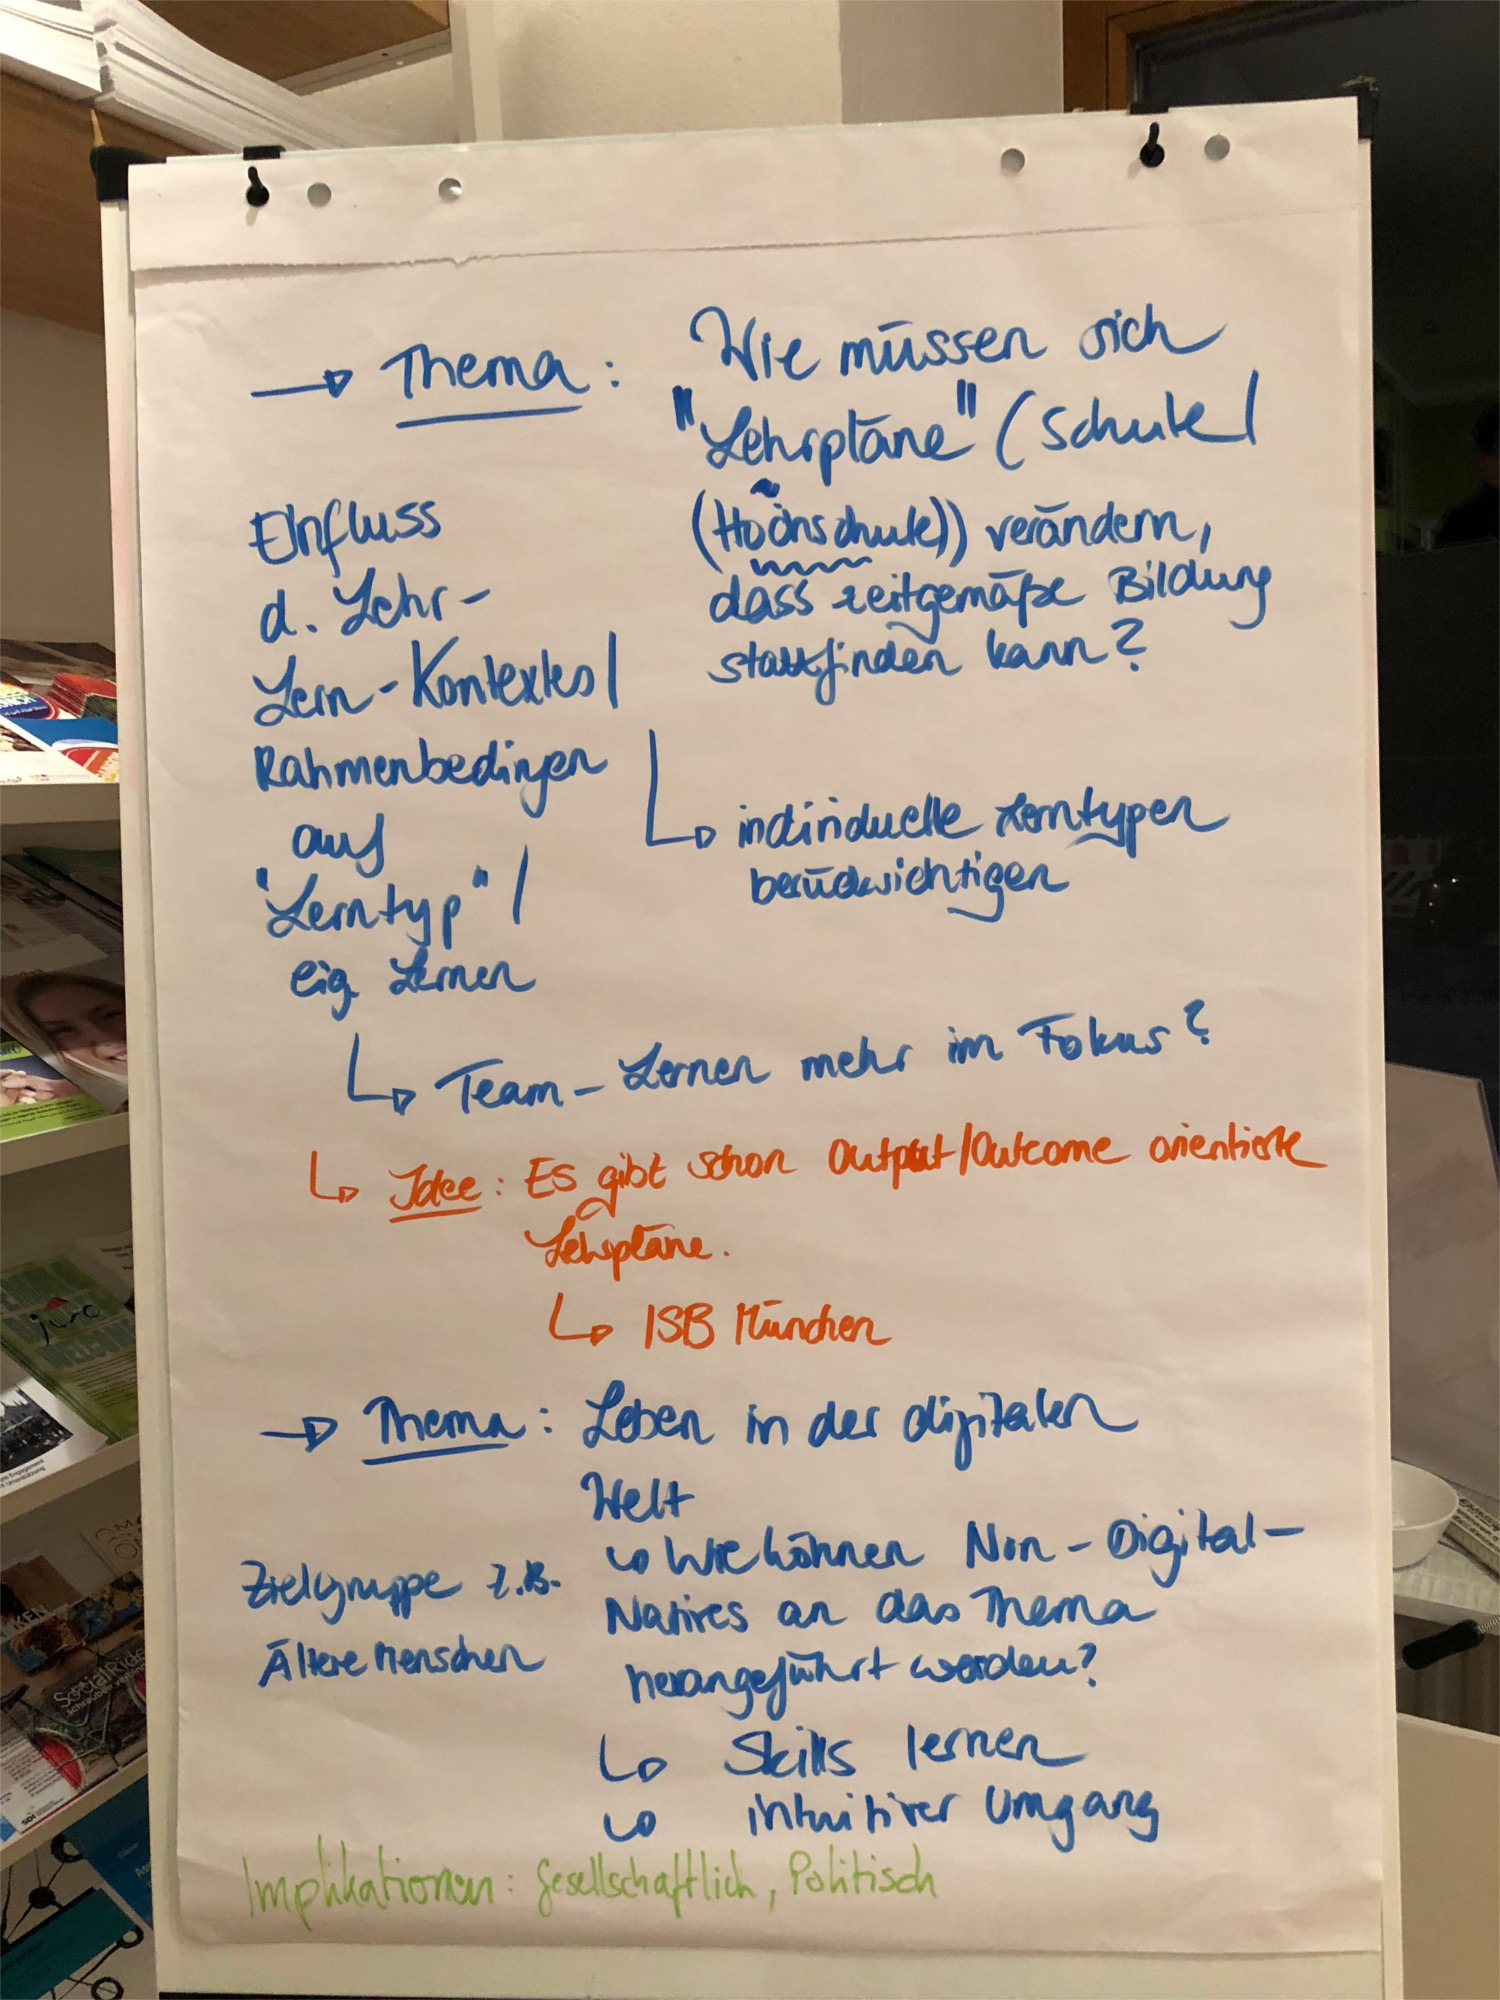 → Thema: Wie müssen sich
"Lehrpläne" (Schule/
(Hochschule)) verändern,
dass zeitgemäße Bildung
stattfinden kann?
↳ individuelle Lerntypen
berücksichtigen
Einfluss
d. Lehr-
Lern-Kontextes/
Rahmenbedingen
auf
"Lerntyp" /
eig. Lernen
↳ Team-Lernen mehr im Fokus?
↳ Idee: Es gibt schon Output/Outcome orientierte
Lehrpläne.
↳ ISB München
→ Thema: Leben in der digitalen
Welt
↳ Wie können Non-Digital-
Natives an das Thema
herangeführt werden?
Zielgruppe z.B.
Ältere Menschen
↳ Skills lernen
↳ intuitiver Umgang
Implikationen: Gesellschaftlich, Politisch
junc
Social Ride